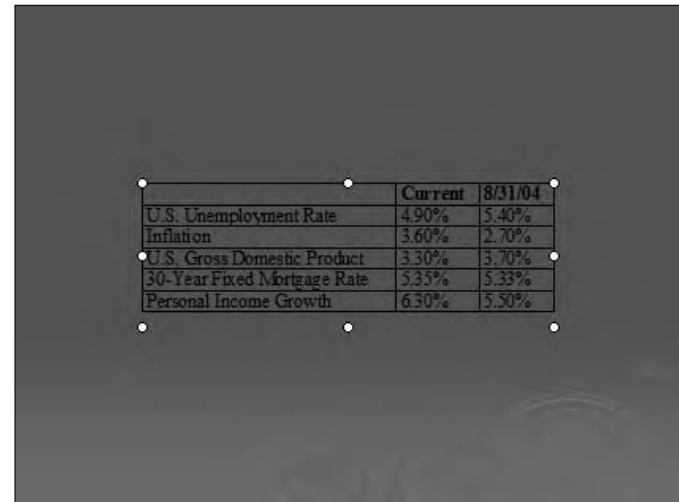 Current 8/31/04
U.S. Unemployment Rate 4.90% 5.40%
Inflation 3.60% 2.70%
U.S. Gross Domestic Product 3.30% 3.70%
30-Year Fixed Mortgage Rate 5.35% 5.33%
Personal Income Growth 6.30% 5.50%